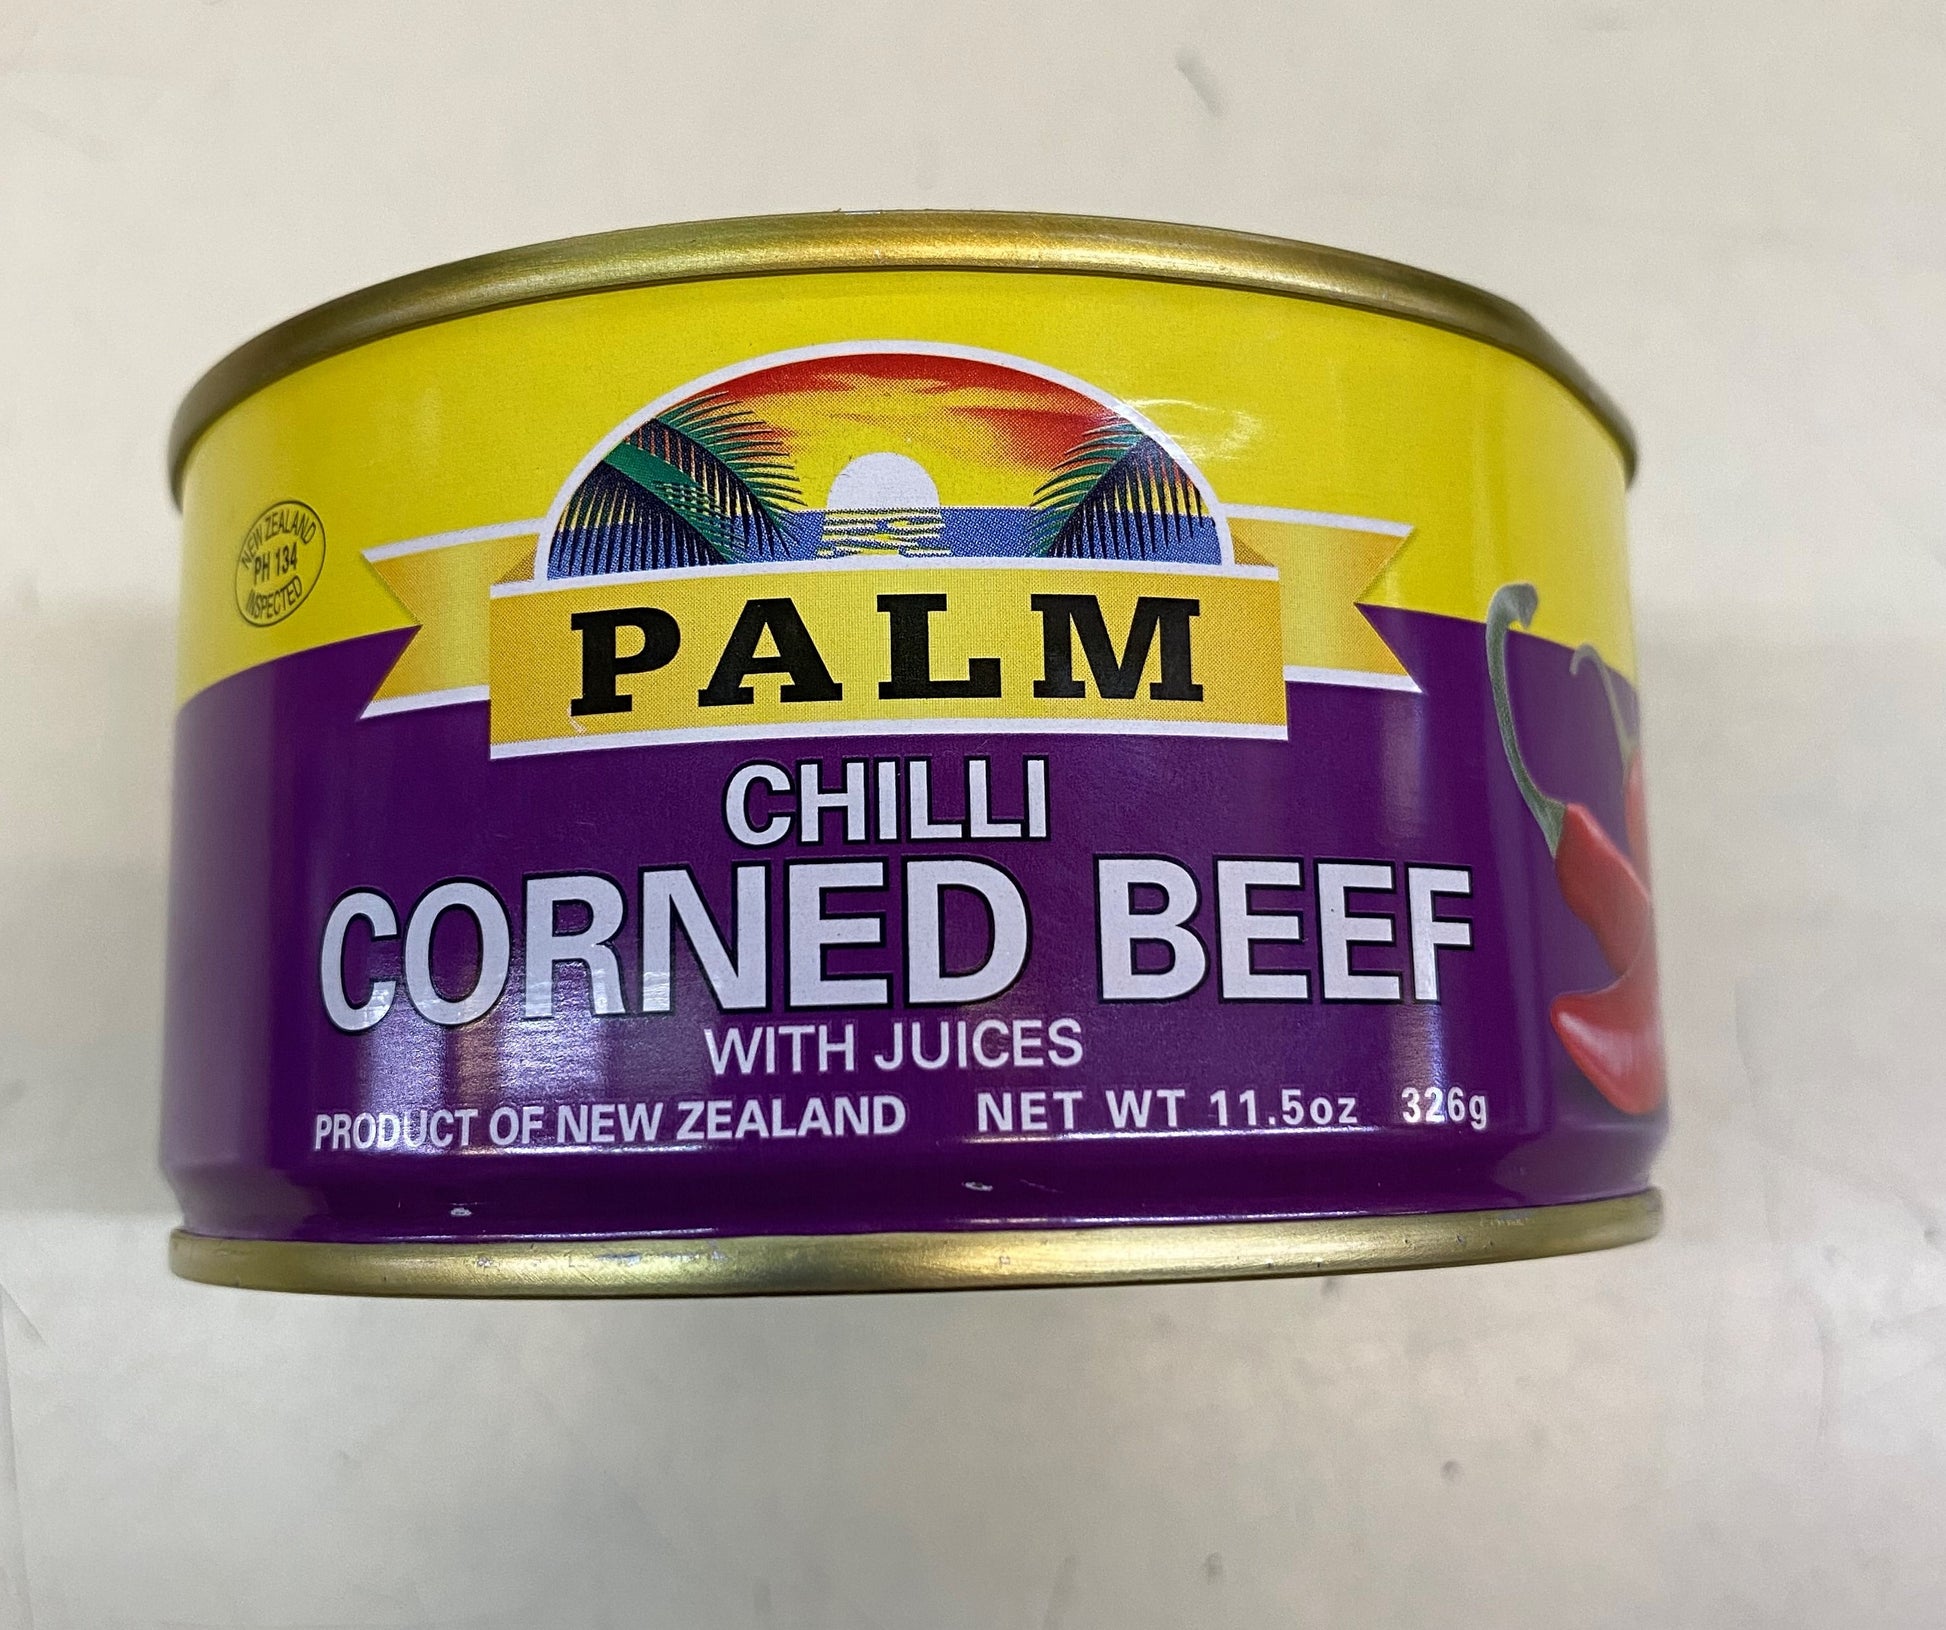 NEW ZEALAND
PH 134
INSPECTED
PALM
CHILLI
CORNED BEEF
WITH JUICES
PRODUCT OF NEW ZEALAND NET WT 11.5oz 326g